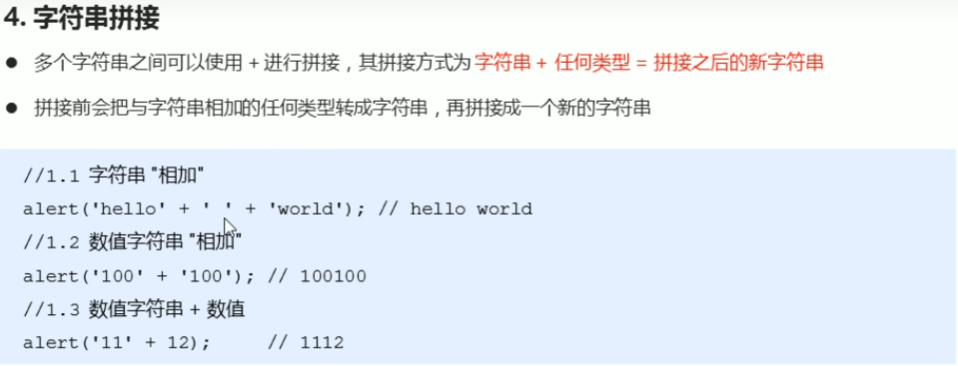 4. 字符串拼接
● 多个字符串之间可以使用 + 进行拼接，其拼接方式为 字符串 + 任何类型 = 拼接之后的新字符串
● 拼接前会把与字符串相加的任何类型转成字符串，再拼接成一个新的字符串
//1.1 字符串 "相加"
alert('hello' + ' ' + 'world'); // hello world
//1.2 数值字符串 "相加"
alert('100' + '100'); // 100100
//1.3 数值字符串 + 数值
alert('11' + 12);     // 1112